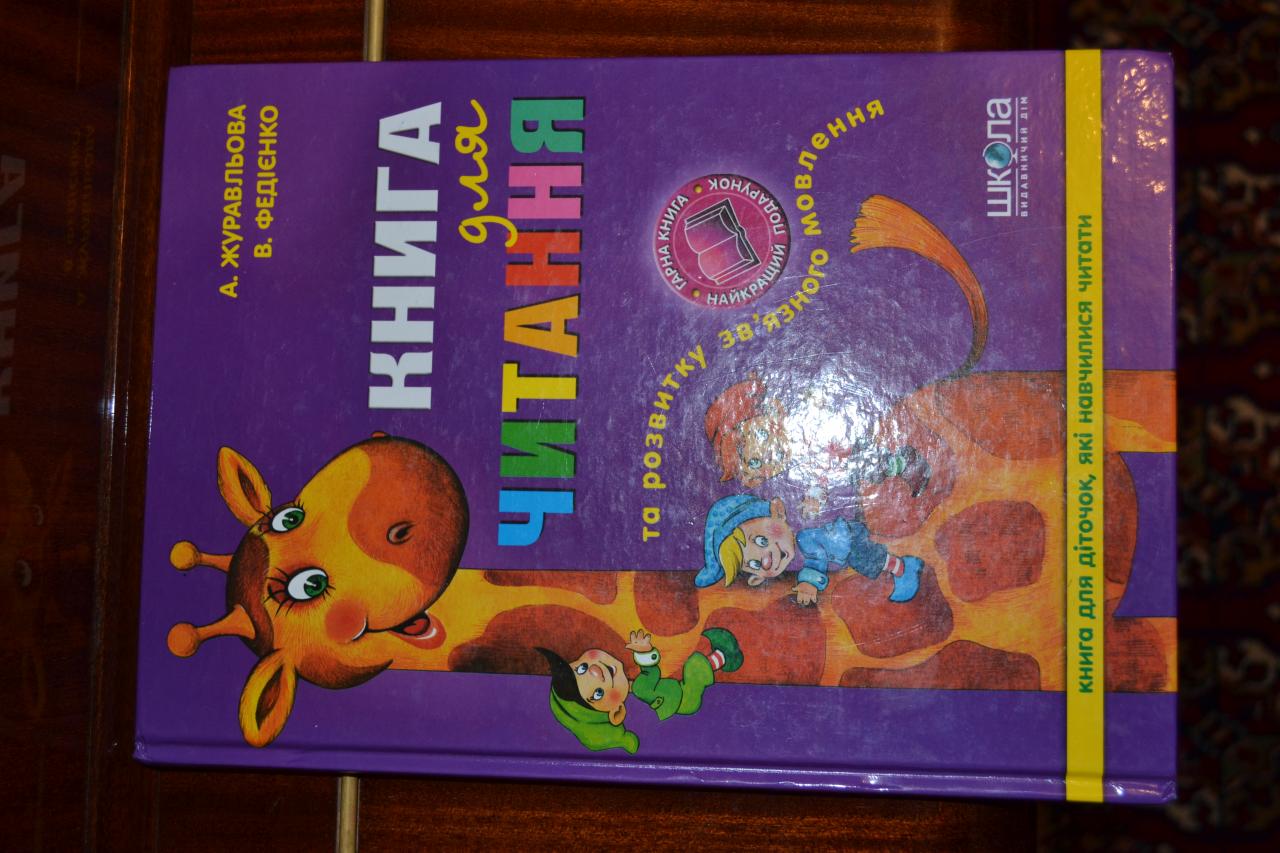 А. ЖУРАВЛЬОВА
В. ФЕДІЄНКО
КНИГА
для
ЧИТАННЯ
та розвитку зв'язного мовлення
ГАРНА КНИГА
НАЙКРАЩИЙ ПОДАРУНОК
ШКОЛА
ВИДАВНИЧИЙ ДІМ
книга для діточок, які навчилися читати